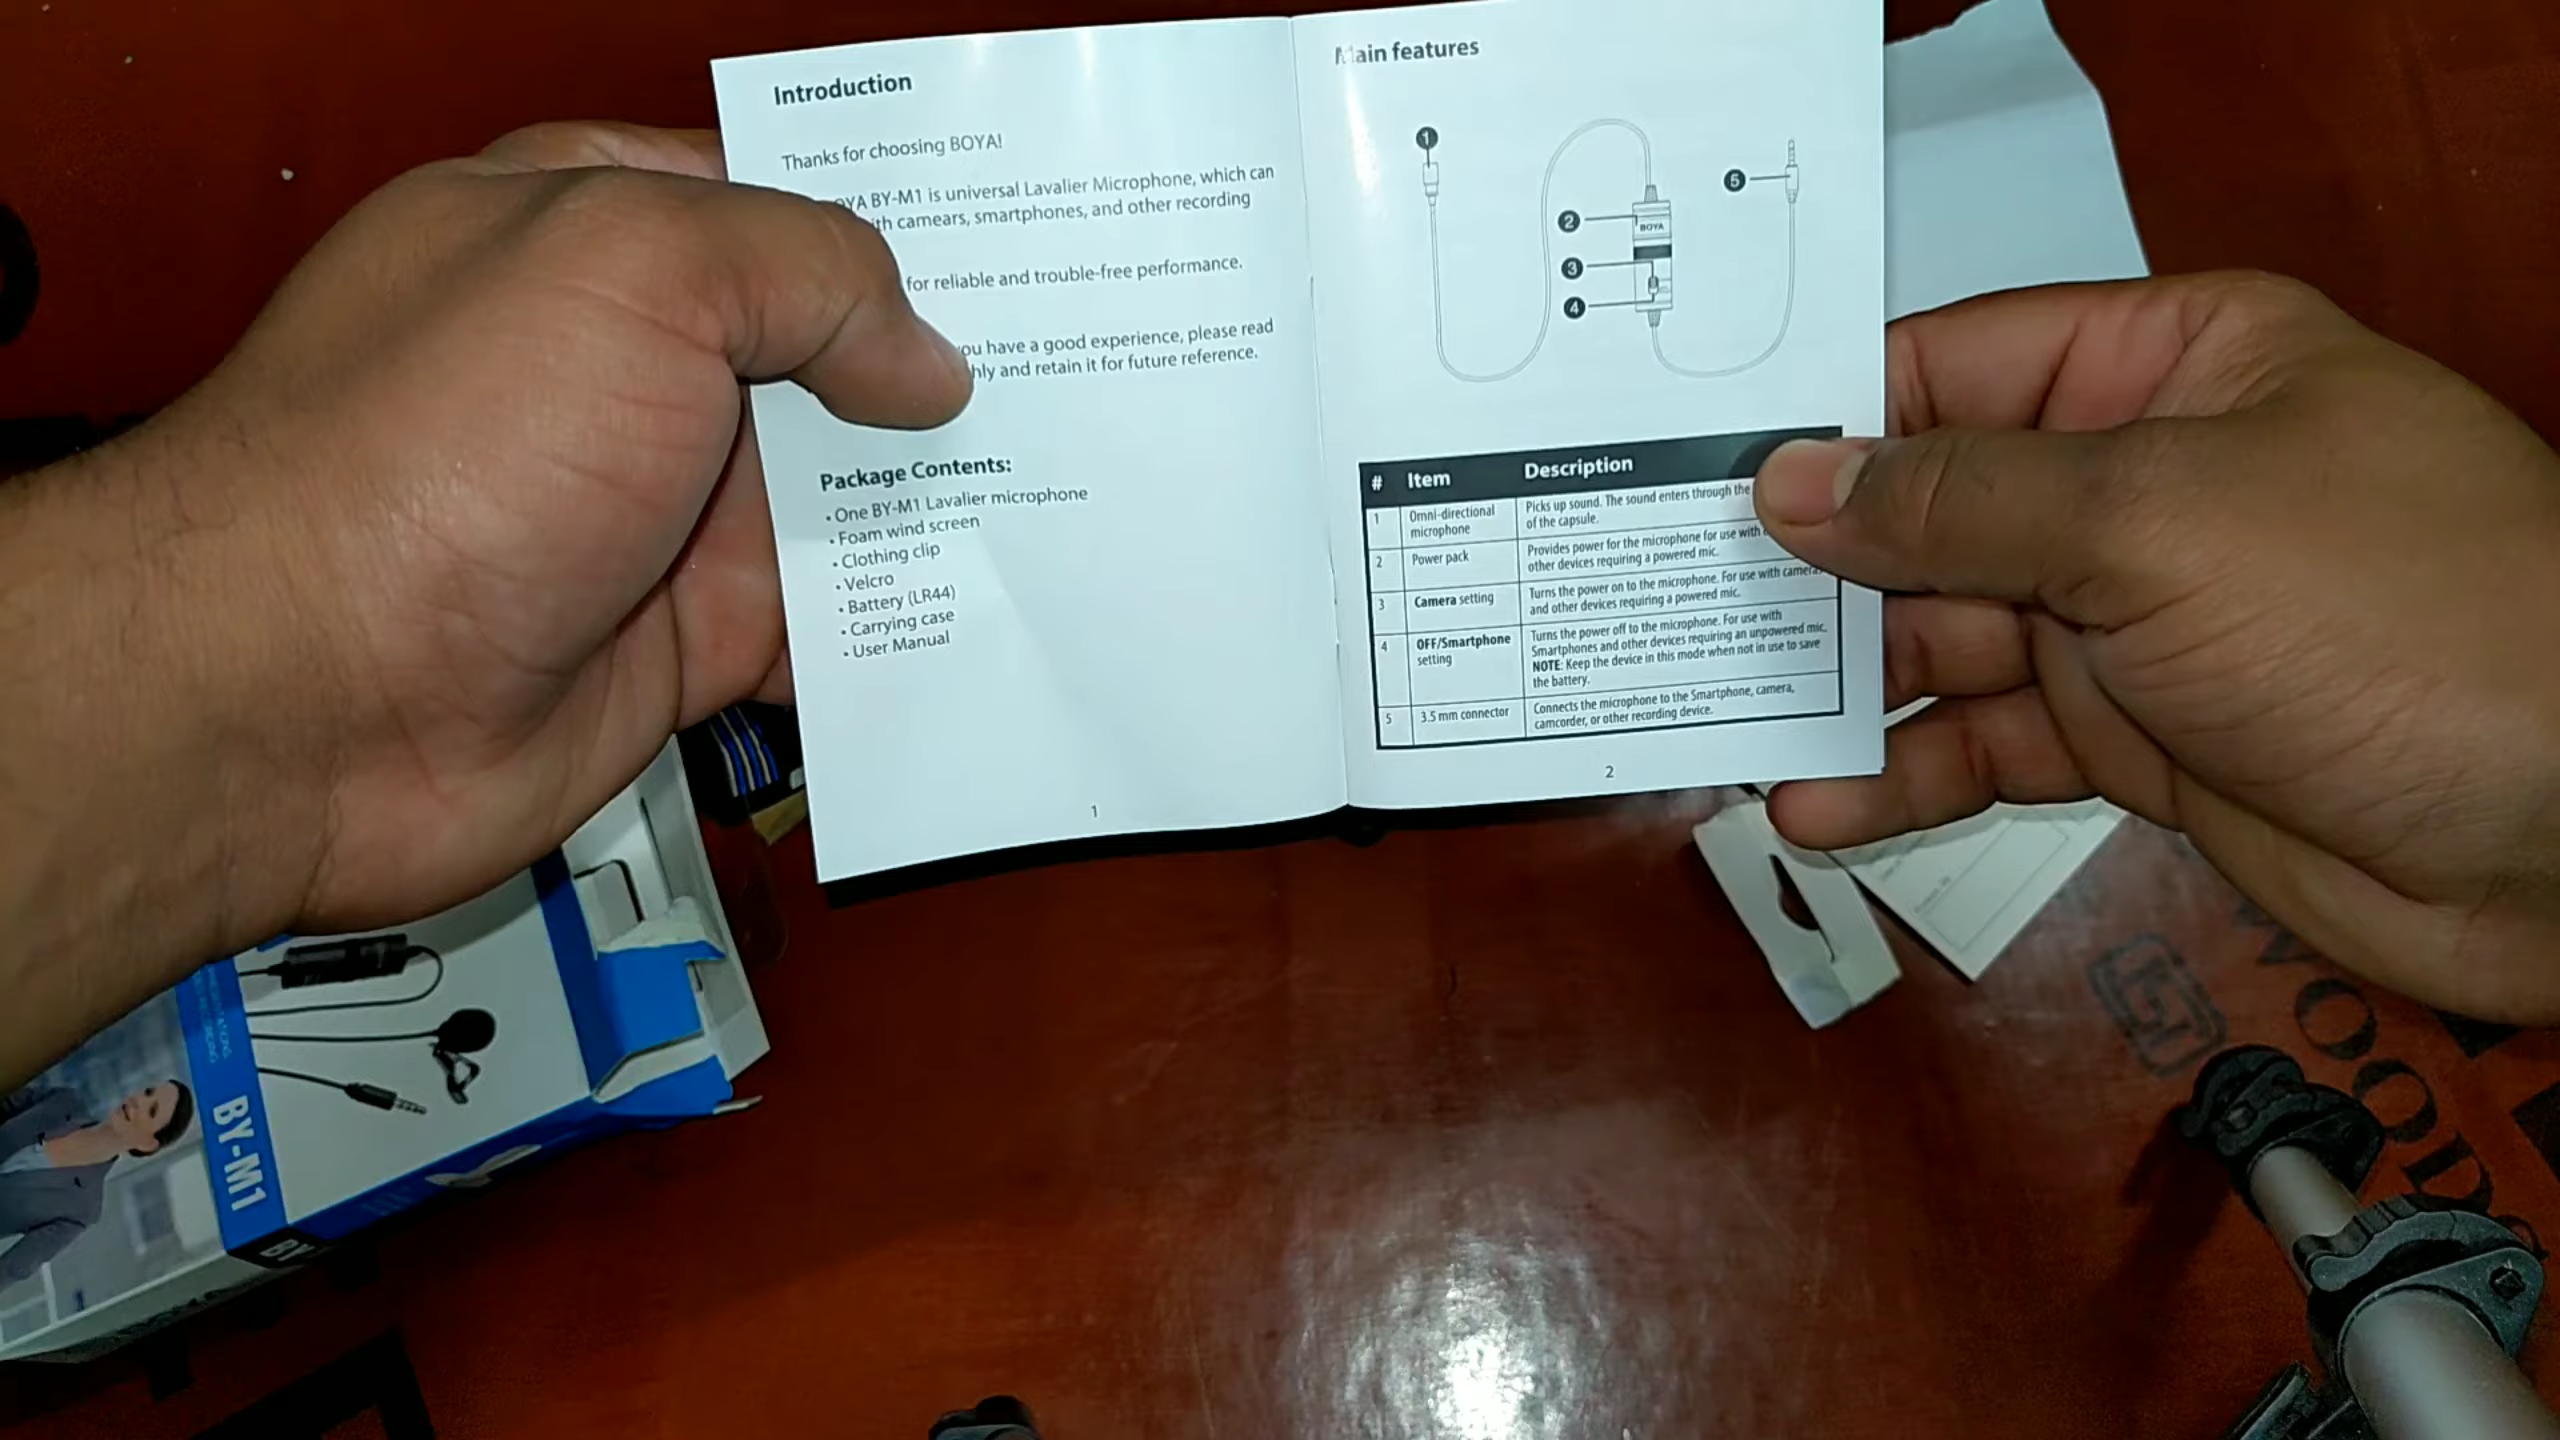 Introduction
Thanks for choosing BOYA!
BY-M1 is universal Lavalier Microphone, which can
camears, smartphones, and other recording
for reliable and trouble-free performance.
have a good experience, please read
and retain it for future reference.
Package Contents:
• One BY-M1 Lavalier microphone
• Foam wind screen
• Clothing clip
• Velcro
• Battery (LR44)
• Carrying case
• User Manual
1
Main features
1
2
3
4
5
BOYA
# Item Description
1 Omni-directional microphone Picks up sound. The sound enters through the
of the capsule.
2 Power pack Provides power for the microphone for use with
other devices requiring a powered mic.
3 Camera setting Turns the power on to the microphone. For use with cameras
and other devices requiring a powered mic.
4 OFF/Smartphone setting Turns the power off to the microphone. For use with
Smartphones and other devices requiring an unpowered mic.
NOTE: Keep the device in this mode when not in use to save
the battery.
5 3.5 mm connector Connects the microphone to the Smartphone, camera,
camcorder, or other recording device.
2
BY-M1
BY
WOOD